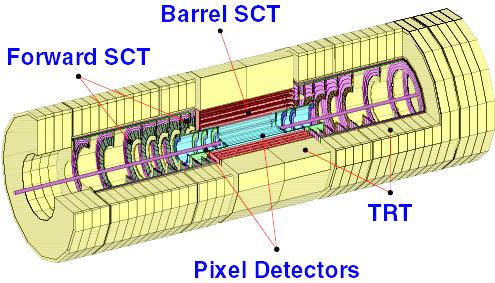 Barrel SCT
Forward SCT
TRT
Pixel Detectors